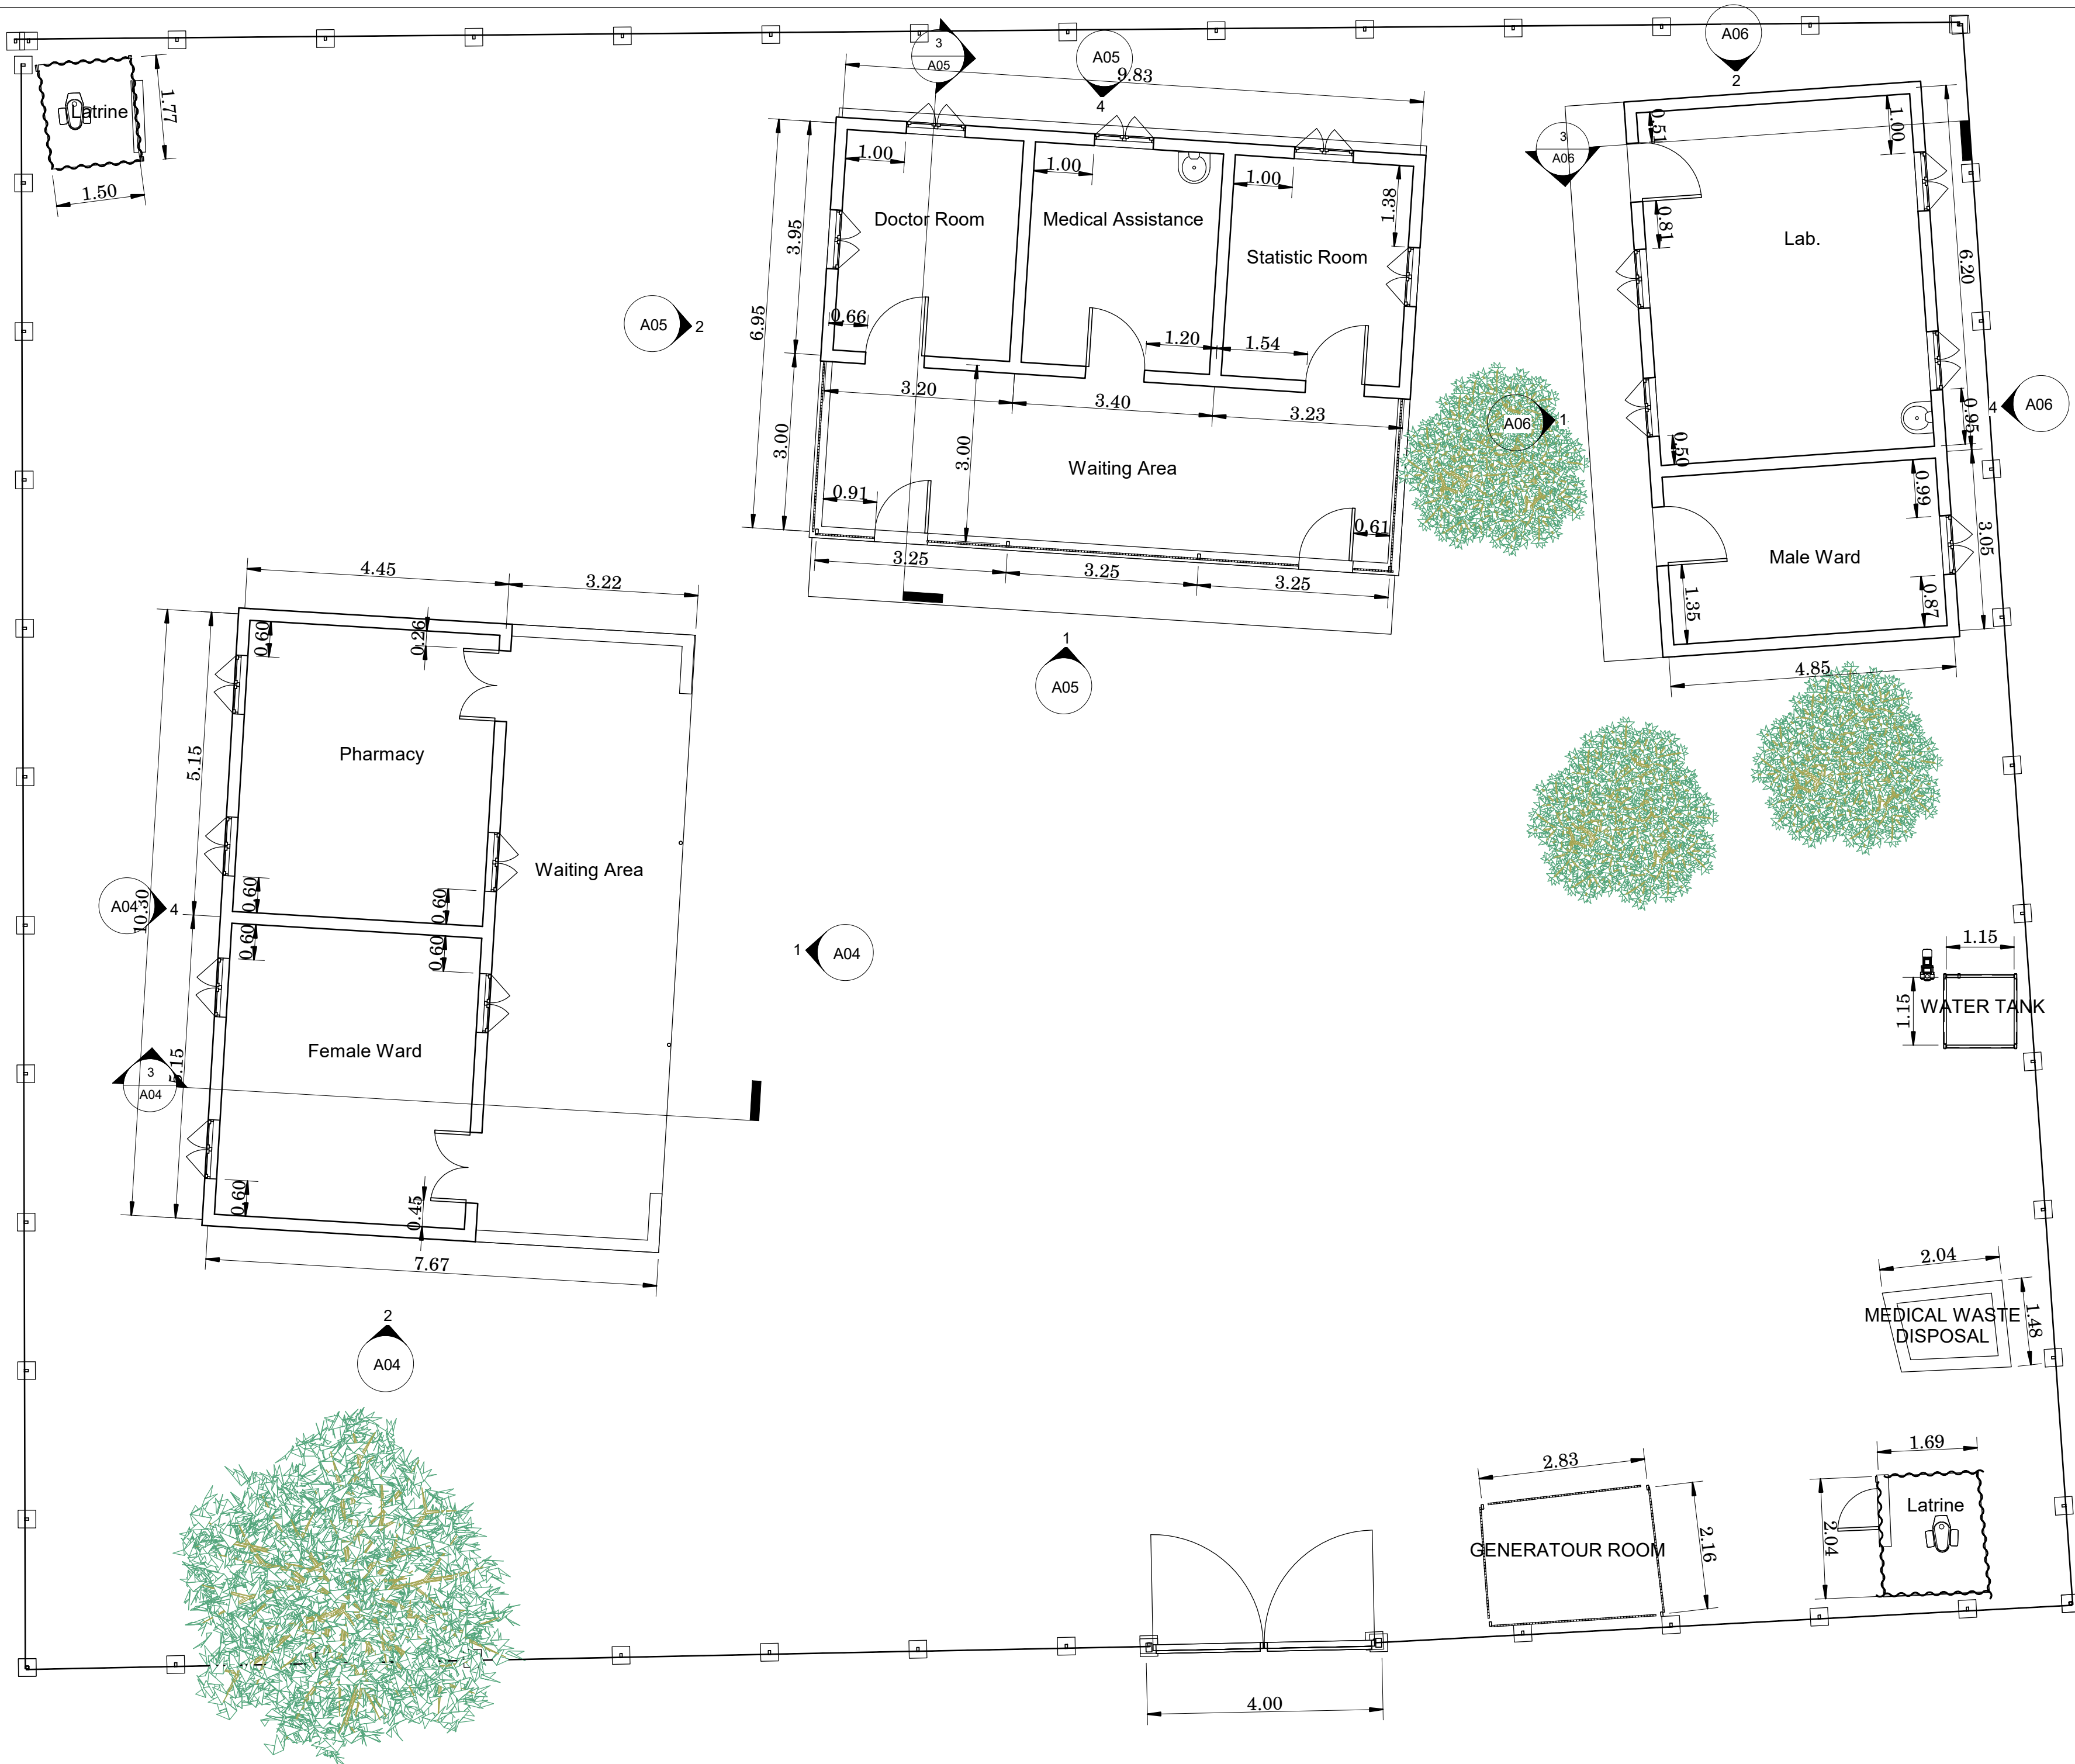 A06
2
3
A05
A05
4
9.83
Latrine
1.77
1.50
1.00
1.00
1.00
1.38
3.95
6.95
3.00
Doctor Room
Medical Assistance
Statistic Room
A05
2
0.66
1.20
1.54
3.20
3.40
3.23
3.00
Waiting Area
0.91
0.61
3.25
3.25
3.25
1
A05
3
A06
0.51
1.00
0.81
Lab.
6.20
A06
1
4
A06
0.95
0.50
0.99
Male Ward
3.05
1.35
0.87
4.85
4.45
3.22
0.60
0.26
5.15
Pharmacy
Waiting Area
10.30
A04
4
0.60
0.60
0.60
0.60
1
A04
Female Ward
5.15
3
A04
0.60
0.45
7.67
2
A04
1.15
1.15
WATER TANK
2.04
MEDICAL WASTE
DISPOSAL
1.48
1.69
2.04
Latrine
2.83
GENERATOUR ROOM
2.16
4.00